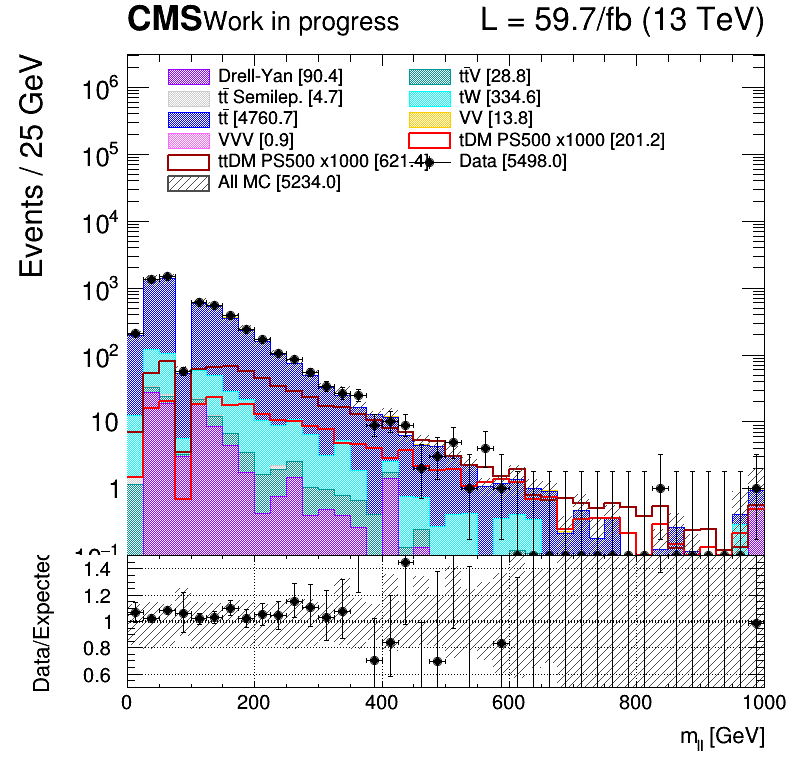 CMS Work in progress L = 59.7/fb (13 TeV)
Events / 25 GeV
Drell-Yan [90.4] tt̄V [28.8]
tt̄ Semilep. [4.7] tW [334.6]
tt̄ [4760.7] VV [13.8]
VVV [0.9] tDM PS500 x1000 [201.2]
ttDM PS500 x1000 [621.4] Data [5498.0]
All MC [5234.0]
10⁶
10⁵
10⁴
10³
10²
10
1
10⁻¹
Data/Expected
1.4
1.2
1
0.8
0.6
0 200 400 600 800 1000
m_ll [GeV]